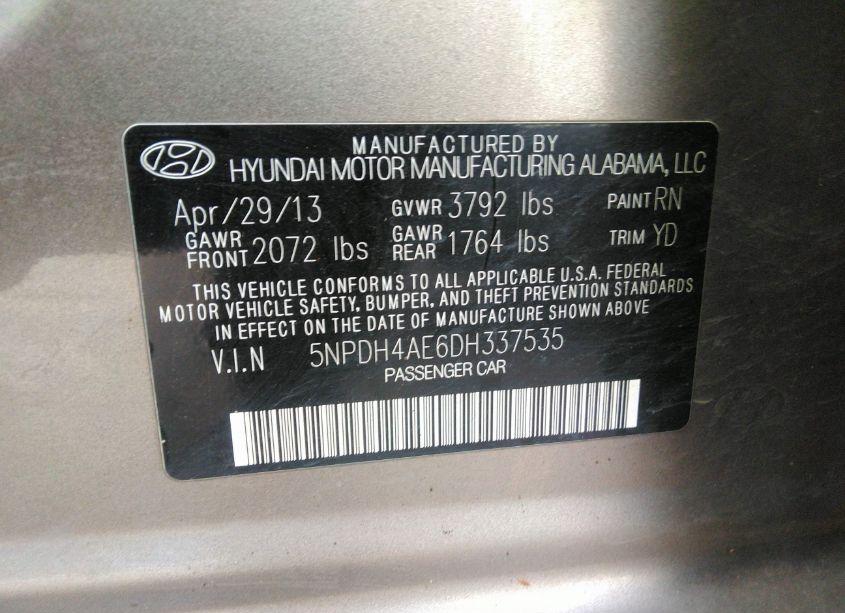 MANUFACTURED BY
HYUNDAI MOTOR MANUFACTURING ALABAMA, LLC
Apr/29/13 GVWR 3792 lbs PAINT RN
GAWR FRONT 2072 lbs GAWR REAR 1764 lbs TRIM YD
THIS VEHICLE CONFORMS TO ALL APPLICABLE U.S.A. FEDERAL
MOTOR VEHICLE SAFETY, BUMPER, AND THEFT PREVENTION STANDARDS
IN EFFECT ON THE DATE OF MANUFACTURE SHOWN ABOVE
V.I.N 5NPDH4AE6DH337535
PASSENGER CAR